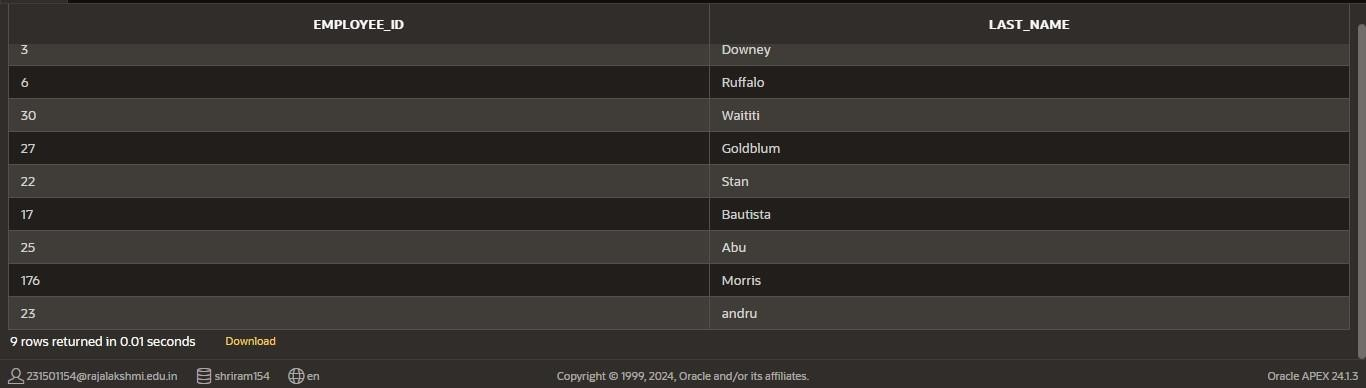 EMPLOYEE_ID LAST_NAME
3 Downey
6 Ruffalo
30 Waititi
27 Goldblum
22 Stan
17 Bautista
25 Abu
176 Morris
23 andru
9 rows returned in 0.01 seconds Download
231501154@rajalakshmi.edu.in shriram154 en Copyright © 1999, 2024, Oracle and/or its affiliates. Oracle APEX 24.1.3